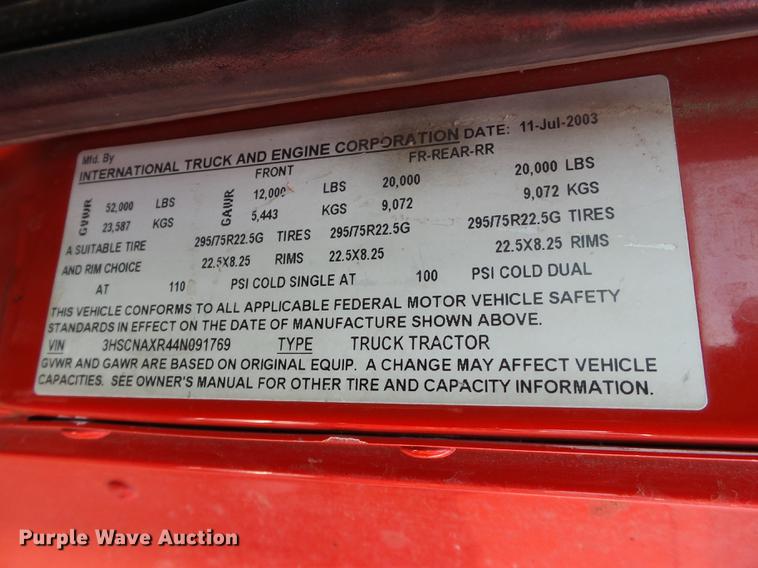 Mfd. By
INTERNATIONAL TRUCK AND ENGINE CORPORATION DATE: 11-Jul-2003
FRONT FR-REAR-RR
GVWR 52,000 LBS GAWR 12,000 LBS 20,000 20,000 LBS
23,587 KGS 5,443 KGS 9,072 9,072 KGS
A SUITABLE TIRE 295/75R22.5G TIRES 295/75R22.5G 295/75R22.5G TIRES
AND RIM CHOICE 22.5X8.25 RIMS 22.5X8.25 22.5X8.25 RIMS
AT 110 PSI COLD SINGLE AT 100 PSI COLD DUAL
THIS VEHICLE CONFORMS TO ALL APPLICABLE FEDERAL MOTOR VEHICLE SAFETY
STANDARDS IN EFFECT ON THE DATE OF MANUFACTURE SHOWN ABOVE.
VIN 3HSCNAXR44N091769 TYPE TRUCK TRACTOR
GVWR AND GAWR ARE BASED ON ORIGINAL EQUIP. A CHANGE MAY AFFECT VEHICLE
CAPACITIES. SEE OWNER'S MANUAL FOR OTHER TIRE AND CAPACITY INFORMATION.
Purple Wave Auction